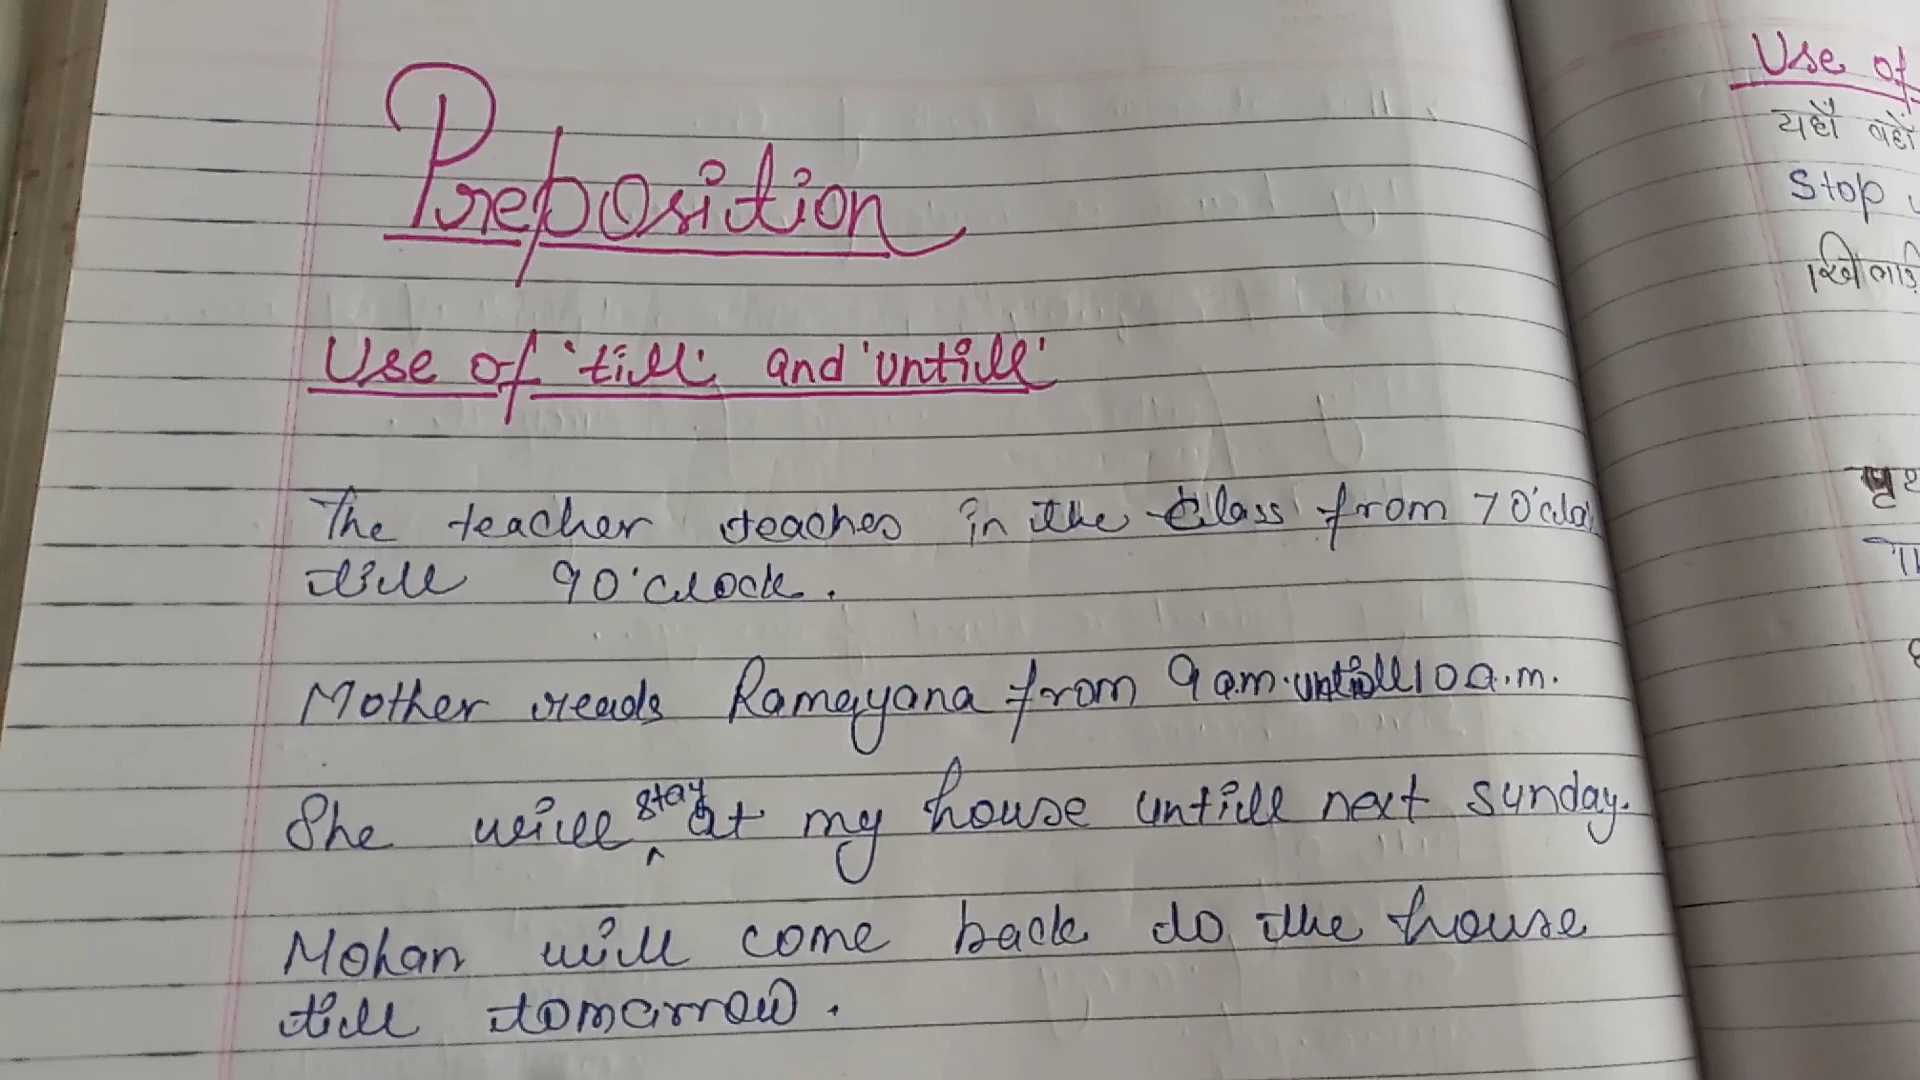 Preposition
Use of 'till' and 'untill'
The teacher teaches in the class from 7 O'clo
till 9 O'clock.
Mother reads Ramayana from 9 a.m. untill 10 a.m.
She will stay at my house untill next sunday.
Mohan will come back to the house
till tomorrow.
Use of
यहाँ वहाँ
Stop